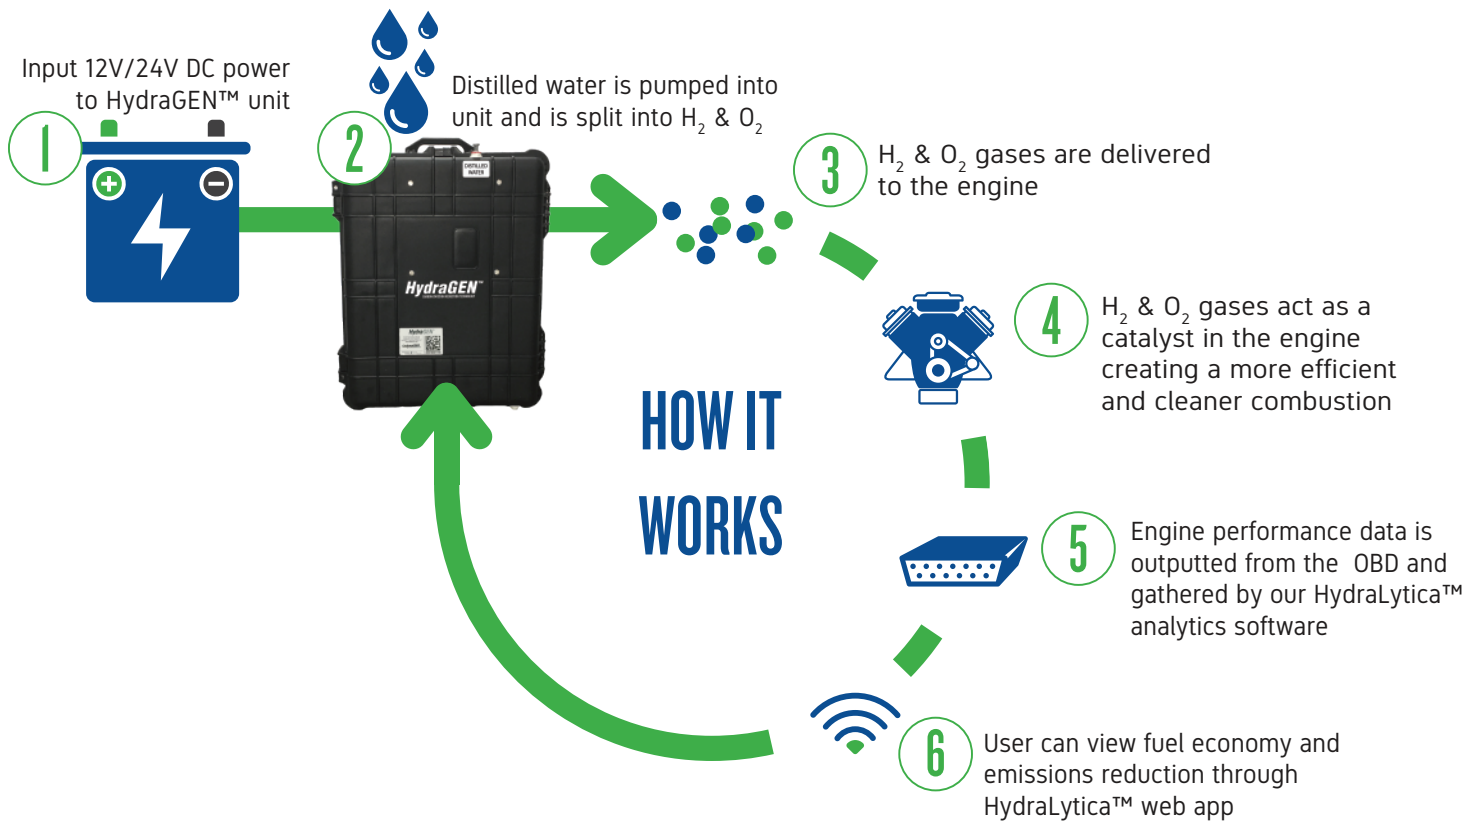 Input 12V/24V DC power
to HydraGEN™ unit
1
2
Distilled water is pumped into
unit and is split into H₂ & O₂
DISTILLED
WATER
HydraGEN™
3
H₂ & O₂ gases are delivered
to the engine
4
H₂ & O₂ gases act as a
catalyst in the engine
creating a more efficient
and cleaner combustion
HOW IT
WORKS
5
Engine performance data is
outputted from the OBD and
gathered by our HydraLytica™
analytics software
6
User can view fuel economy and
emissions reduction through
HydraLytica™ web app